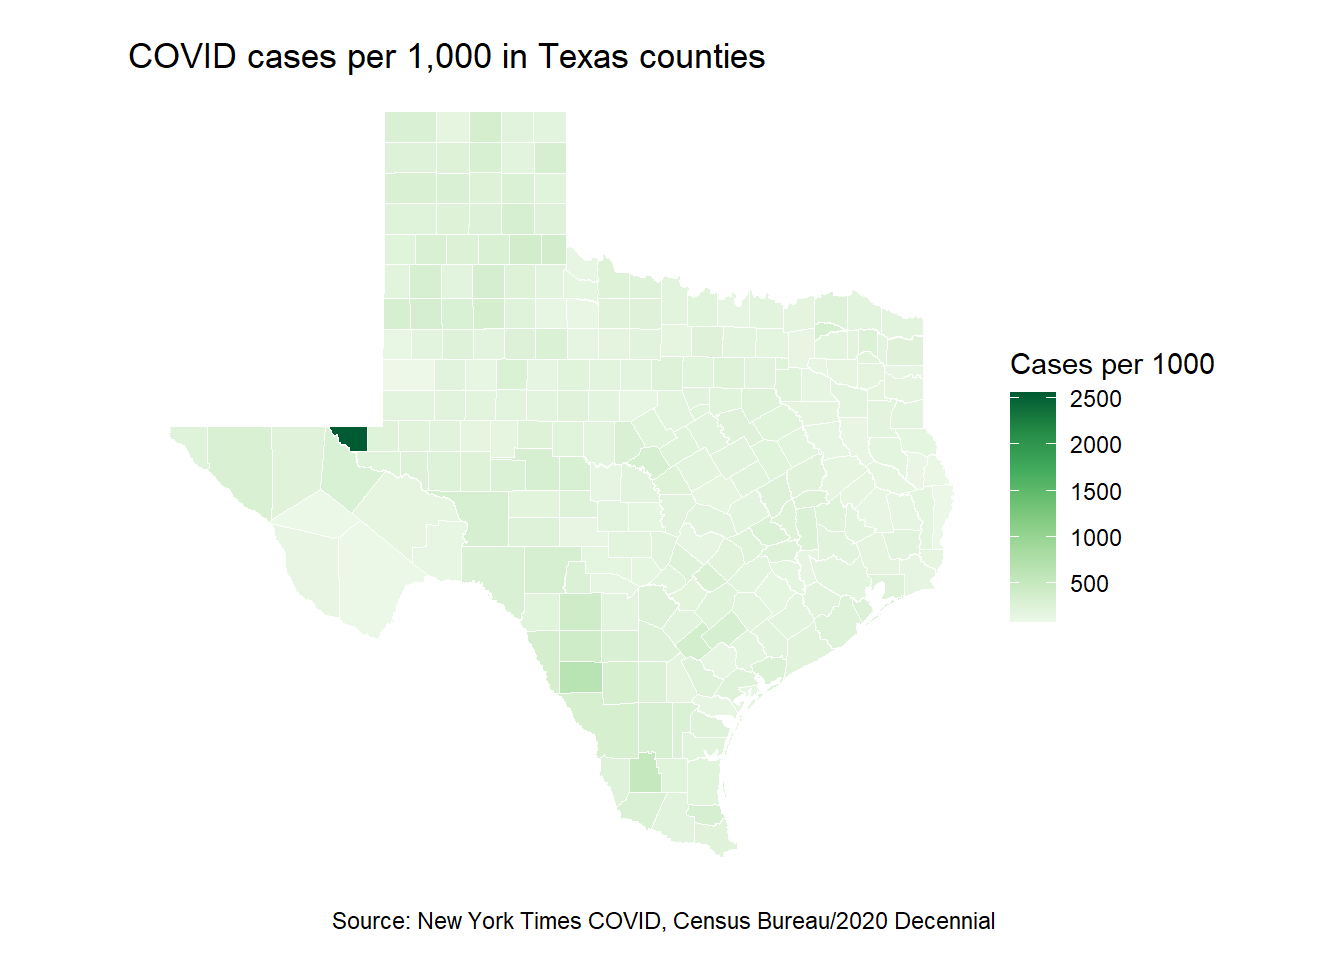 COVID cases per 1,000 in Texas counties
Cases per 1000
2500
2000
1500
1000
500
Source: New York Times COVID, Census Bureau/2020 Decennial